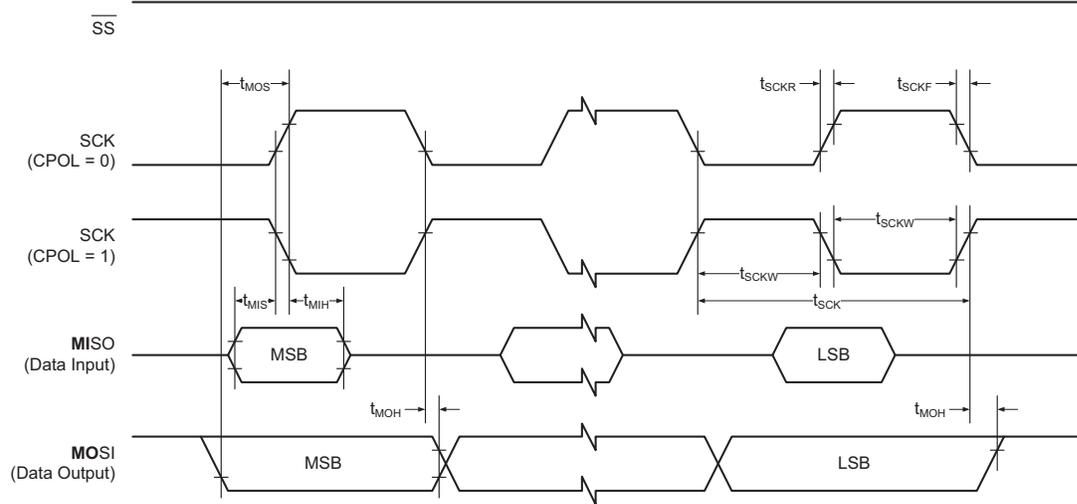 SS
tMOS
tSCKR
tSCKF
SCK
(CPOL = 0)
SCK
(CPOL = 1)
tSCKW
tSCKW
tSCK
tMIS
tMIH
MISO
(Data Input)
MSB
LSB
tMOH
tMOH
MOSI
(Data Output)
MSB
LSB